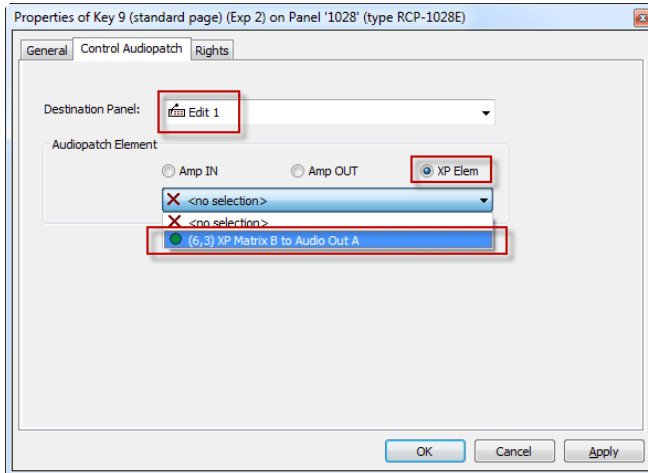 Properties of Key 9 (standard page) (Exp 2) on Panel '1028' (type RCP-1028E)
General Control Audiopatch Rights
Destination Panel: Edit 1
Audiopatch Element
Amp IN Amp OUT XP Elem
<no selection>
<no selection>
(6,3) XP Matrix B to Audio Out A
OK Cancel Apply